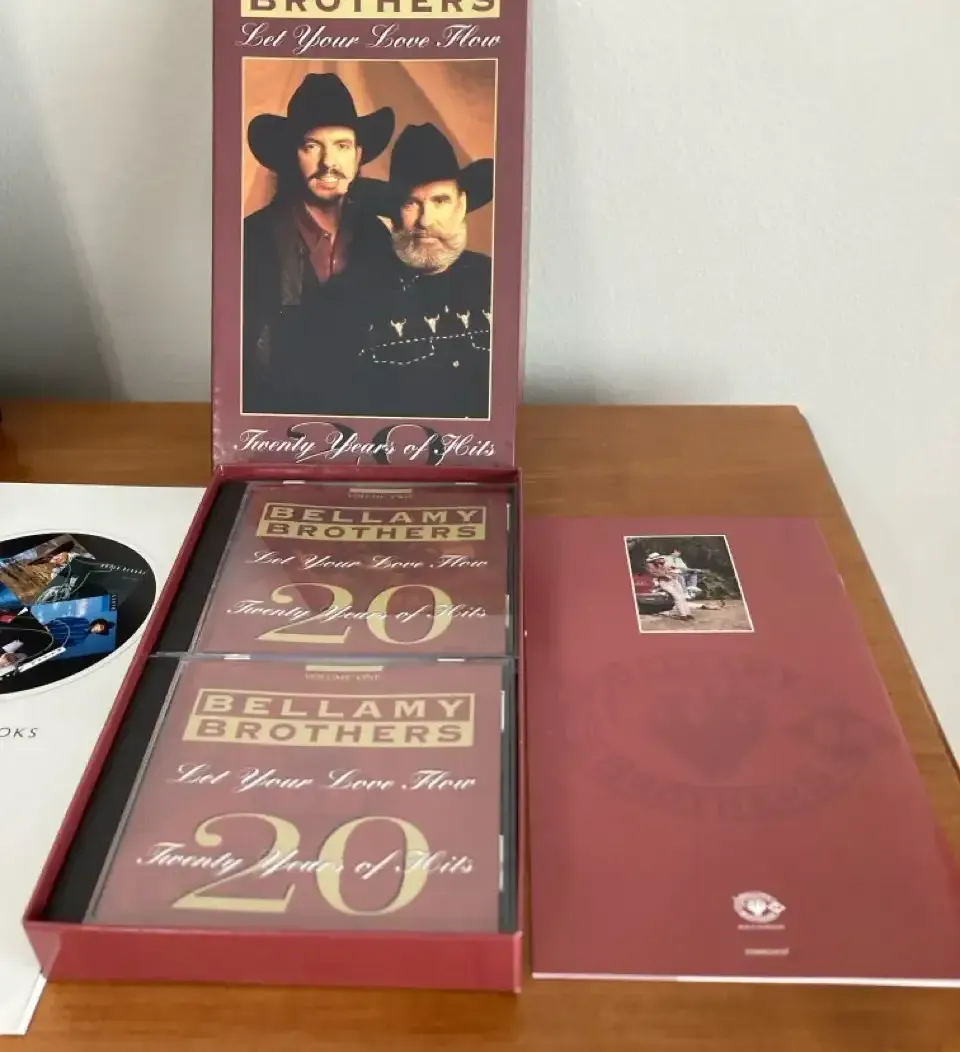 BROTHERS
Let Your Love Flow
20
Twenty Years of Hits
VOLUME TWO
BELLAMY
BROTHERS
Let Your Love Flow
20
Twenty Years of Hits
VOLUME ONE
BELLAMY
BROTHERS
Let Your Love Flow
20
Twenty Years of Hits
OKS